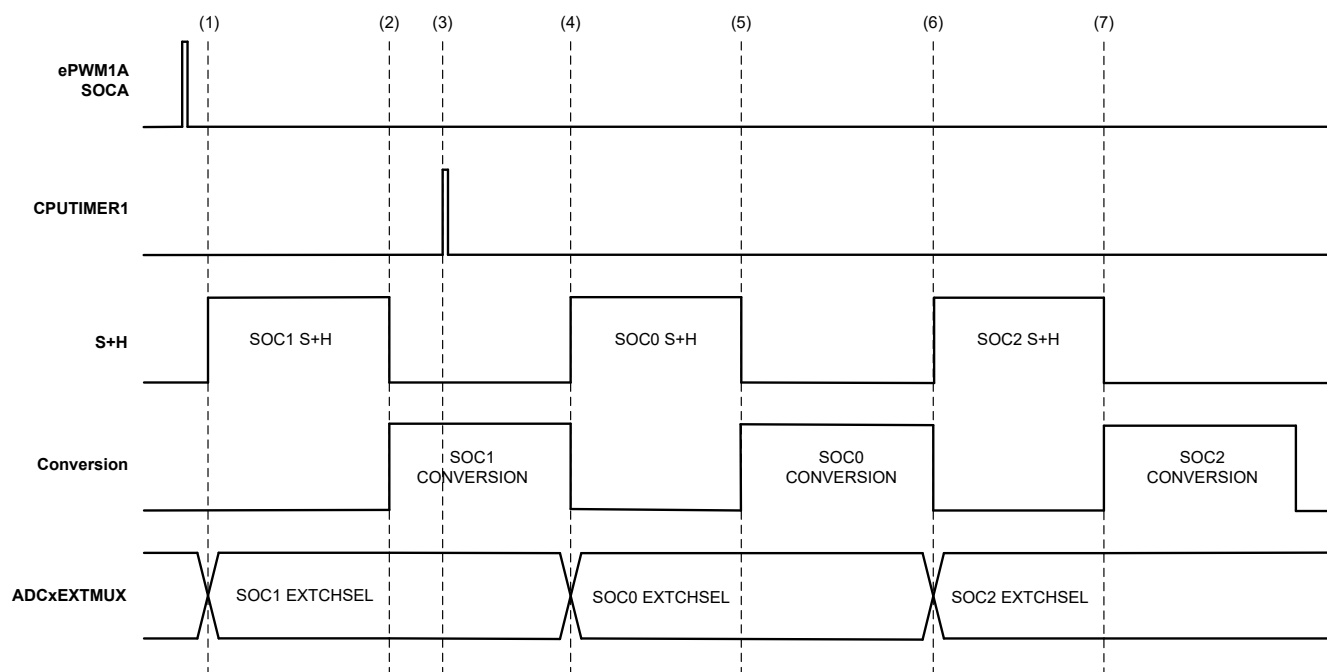 (1) (2) (3) (4) (5) (6) (7)
ePWM1A
SOCA
CPUTIMER1
S+H
SOC1 S+H
SOC0 S+H
SOC2 S+H
Conversion
SOC1
CONVERSION
SOC0
CONVERSION
SOC2
CONVERSION
ADCxEXTMUX
SOC1 EXTCHSEL
SOC0 EXTCHSEL
SOC2 EXTCHSEL